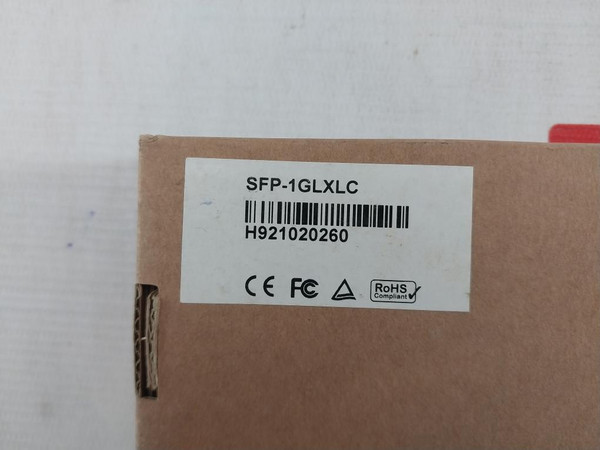 SFP-1GLXLC
H921020260
CE FC
RoHS
Compliant